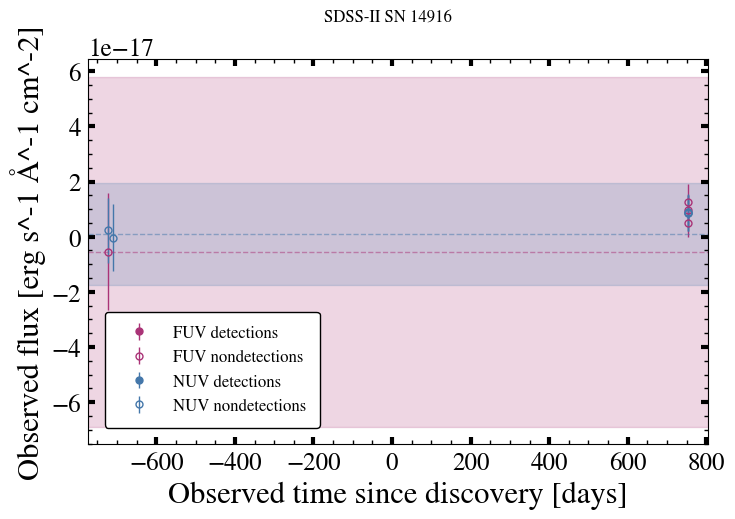 SDSS-II SN 14916
1e−17
Observed flux [erg s^-1 Å^-1 cm^-2]
6
4
2
0
−2
−4
−6
FUV detections
FUV nondetections
NUV detections
NUV nondetections
−600 −400 −200 0 200 400 600 800
Observed time since discovery [days]